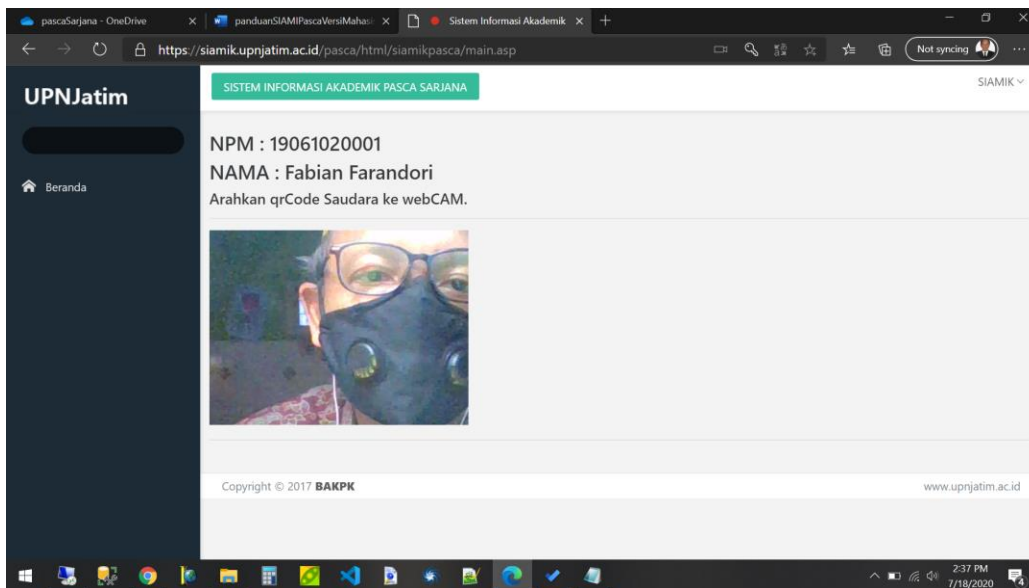 pascaSarjana - OneDrive
panduanSIAMIPascaVersiMahasi
Sistem Informasi Akademik
https://siamik.upnjatim.ac.id/pasca/html/siamikpasca/main.asp
Not syncing
UPNJatim
SISTEM INFORMASI AKADEMIK PASCA SARJANA
SIAMIK
NPM : 19061020001
NAMA : Fabian Farandori
Beranda
Arahkan qrCode Saudara ke webCAM.
Copyright © 2017 BAKPK
www.upnjatim.ac.id
2:37 PM
7/18/2020